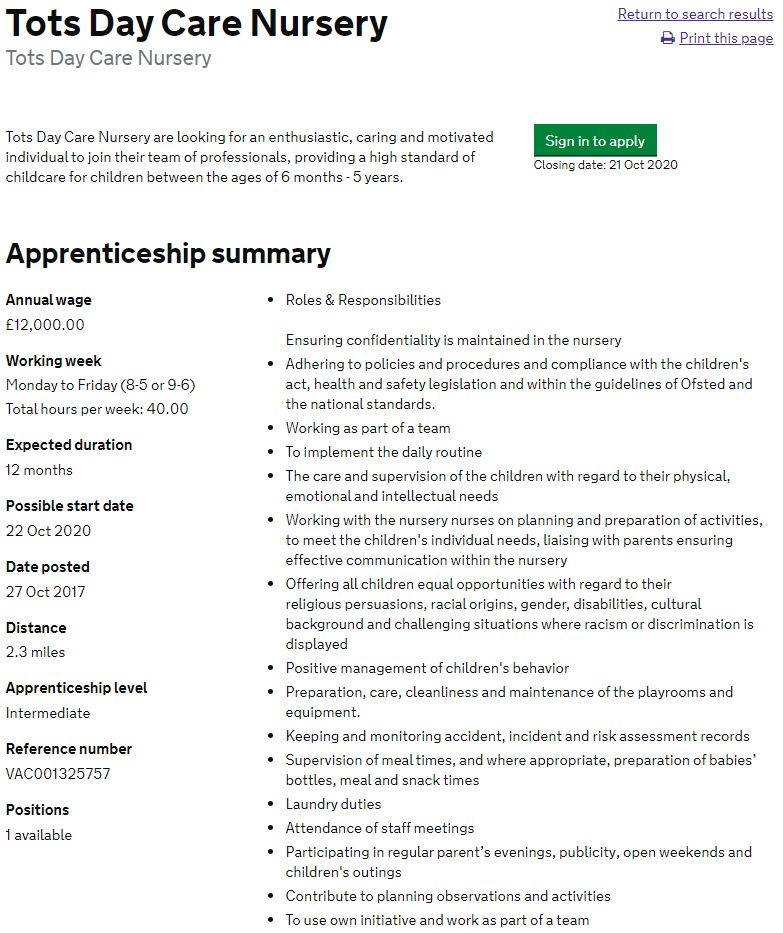 Tots Day Care Nursery
Tots Day Care Nursery
Return to search results
Print this page
Tots Day Care Nursery are looking for an enthusiastic, caring and motivated
individual to join their team of professionals, providing a high standard of
childcare for children between the ages of 6 months - 5 years.
Sign in to apply
Closing date: 21 Oct 2020
Apprenticeship summary
Annual wage
£12,000.00
Working week
Monday to Friday (8-5 or 9-6)
Total hours per week: 40.00
Expected duration
12 months
Possible start date
22 Oct 2020
Date posted
27 Oct 2017
Distance
2.3 miles
Apprenticeship level
Intermediate
Reference number
VAC001325757
Positions
1 available
• Roles & Responsibilities
Ensuring confidentiality is maintained in the nursery
• Adhering to policies and procedures and compliance with the children's
act, health and safety legislation and within the guidelines of Ofsted and
the national standards.
• Working as part of a team
• To implement the daily routine
• The care and supervision of the children with regard to their physical,
emotional and intellectual needs
• Working with the nursery nurses on planning and preparation of activities,
to meet the children's individual needs, liaising with parents ensuring
effective communication within the nursery
• Offering all children equal opportunities with regard to their
religious persuasions, racial origins, gender, disabilities, cultural
background and challenging situations where racism or discrimination is
displayed
• Positive management of children's behavior
• Preparation, care, cleanliness and maintenance of the playrooms and
equipment.
• Keeping and monitoring accident, incident and risk assessment records
• Supervision of meal times, and where appropriate, preparation of babies’
bottles, meal and snack times
• Laundry duties
• Attendance of staff meetings
• Participating in regular parent’s evenings, publicity, open weekends and
children's outings
• Contribute to planning observations and activities
• To use own initiative and work as part of a team